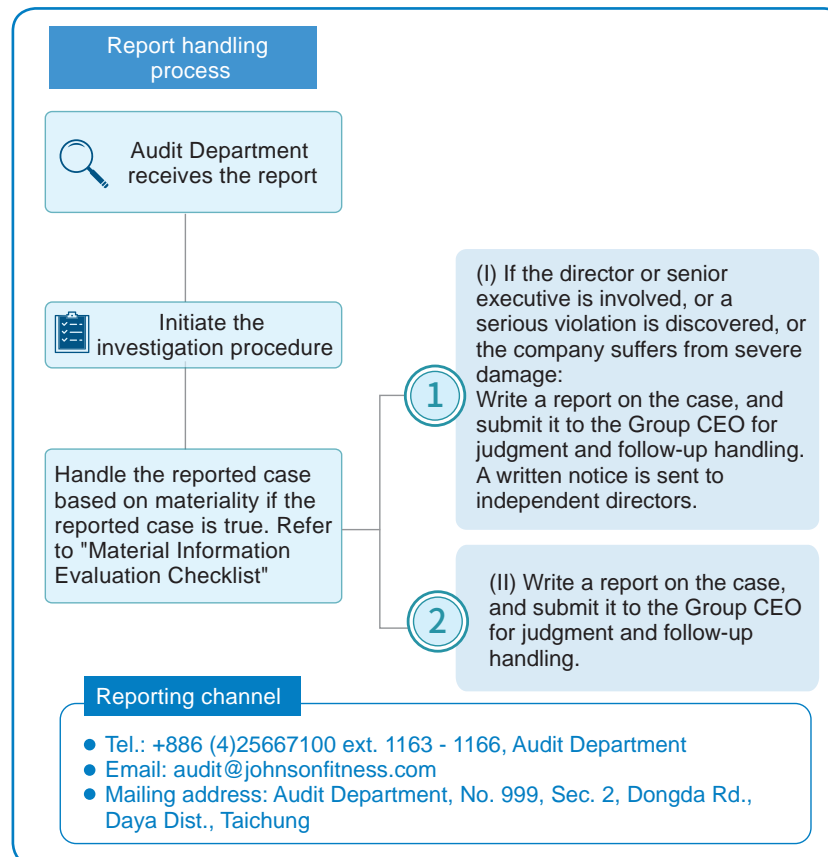 Report handling
process
Audit Department
receives the report
Initiate the
investigation procedure
Handle the reported case
based on materiality if the
reported case is true. Refer
to "Material Information
Evaluation Checklist"
1
(I) If the director or senior
executive is involved, or a
serious violation is discovered, or
the company suffers from severe
damage:
Write a report on the case, and
submit it to the Group CEO for
judgment and follow-up handling.
A written notice is sent to
independent directors.
2
(II) Write a report on the case,
and submit it to the Group CEO
for judgment and follow-up
handling.
Reporting channel
● Tel.: +886 (4)25667100 ext. 1163 - 1166, Audit Department
● Email: audit@johnsonfitness.com
● Mailing address: Audit Department, No. 999, Sec. 2, Dongda Rd.,
Daya Dist., Taichung